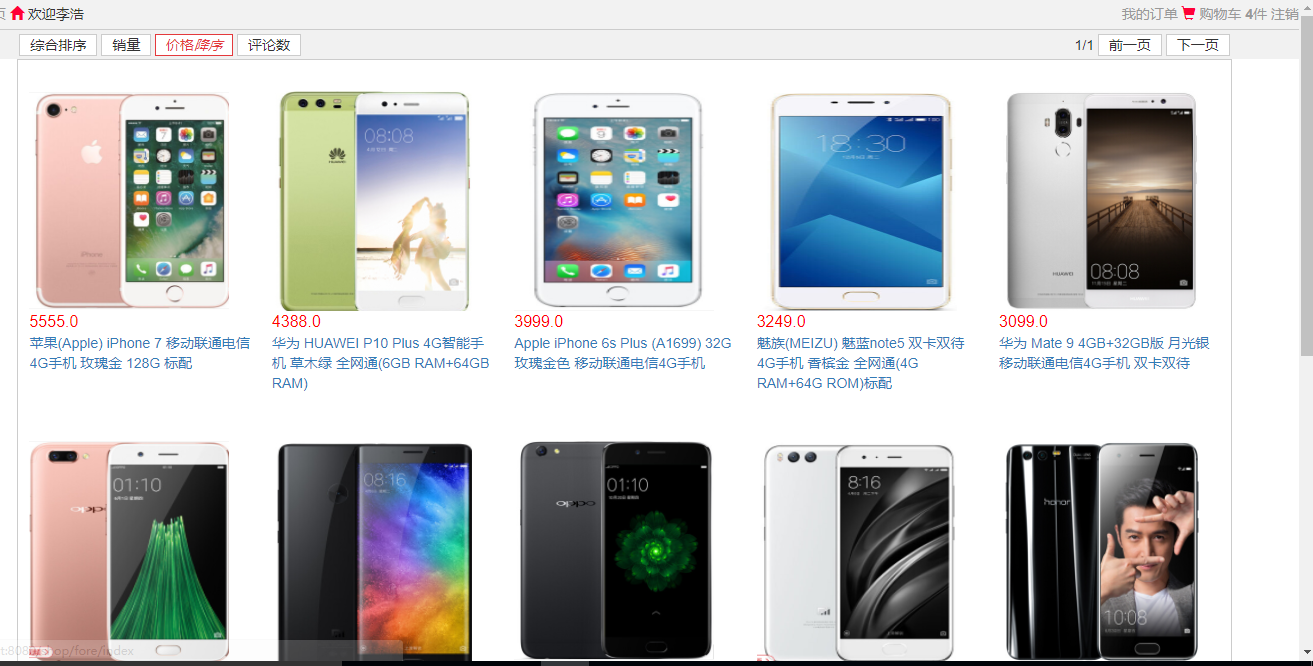 页 欢迎李浩 我的订单 购物车 4件 注销
综合排序 销量 价格降序 评论数 1/1 前一页 下一页
08:08
HUAWEI
18:30
HUAWEI
08:08
iPhone
5555.0 4388.0 3999.0 3249.0 3099.0
苹果(Apple) iPhone 7 移动联通电信
4G手机 玫瑰金 128G 标配
华为 HUAWEI P10 Plus 4G智能手
机 草木绿 全网通(6GB RAM+64GB
RAM)
Apple iPhone 6s Plus (A1699) 32G
玫瑰金色 移动联通电信4G手机
魅族(MEIZU) 魅蓝note5 双卡双待
4G手机 香槟金 全网通(4G
RAM+64G ROM)标配
华为 Mate 9 4GB+32GB版 月光银
移动联通电信4G手机 双卡双待
01:10
08:16
oppo
01:10
8:16
honor
10:08